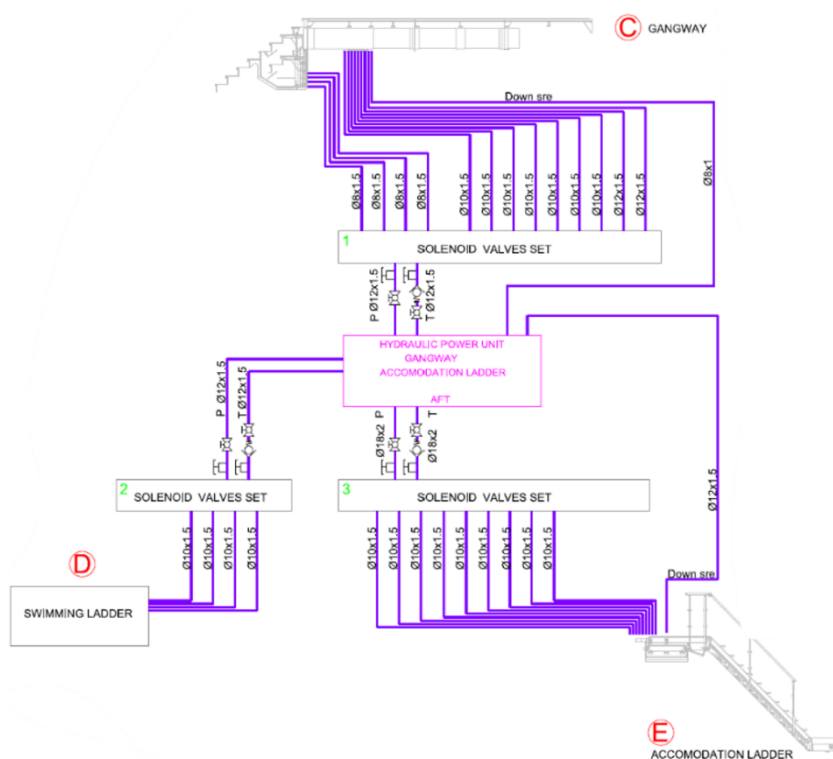 C GANGWAY
Down sre
Ø8x1
Ø8x1.5
Ø8x1.5
Ø8x1.5
Ø8x1.5
Ø10x1.5
Ø10x1.5
Ø10x1.5
Ø10x1.5
Ø10x1.5
Ø10x1.5
Ø12x1.5
Ø12x1.5
1
SOLENOID VALVES SET
P Ø12x1.5
T Ø12x1.5
HYDRAULIC POWER UNIT
GANGWAY
ACCOMODATION LADDER
AFT
P Ø12x1.5
T Ø12x1.5
Ø18x2 P
Ø18x2 T
Ø12x1.5
2
SOLENOID VALVES SET
3
SOLENOID VALVES SET
Ø10x1.5
Ø10x1.5
Ø10x1.5
Ø10x1.5
Ø10x1.5
Ø10x1.5
Ø10x1.5
Ø10x1.5
Ø10x1.5
Ø10x1.5
Ø10x1.5
Ø10x1.5
D
SWIMMING LADDER
Down sre
E
ACCOMODATION LADDER